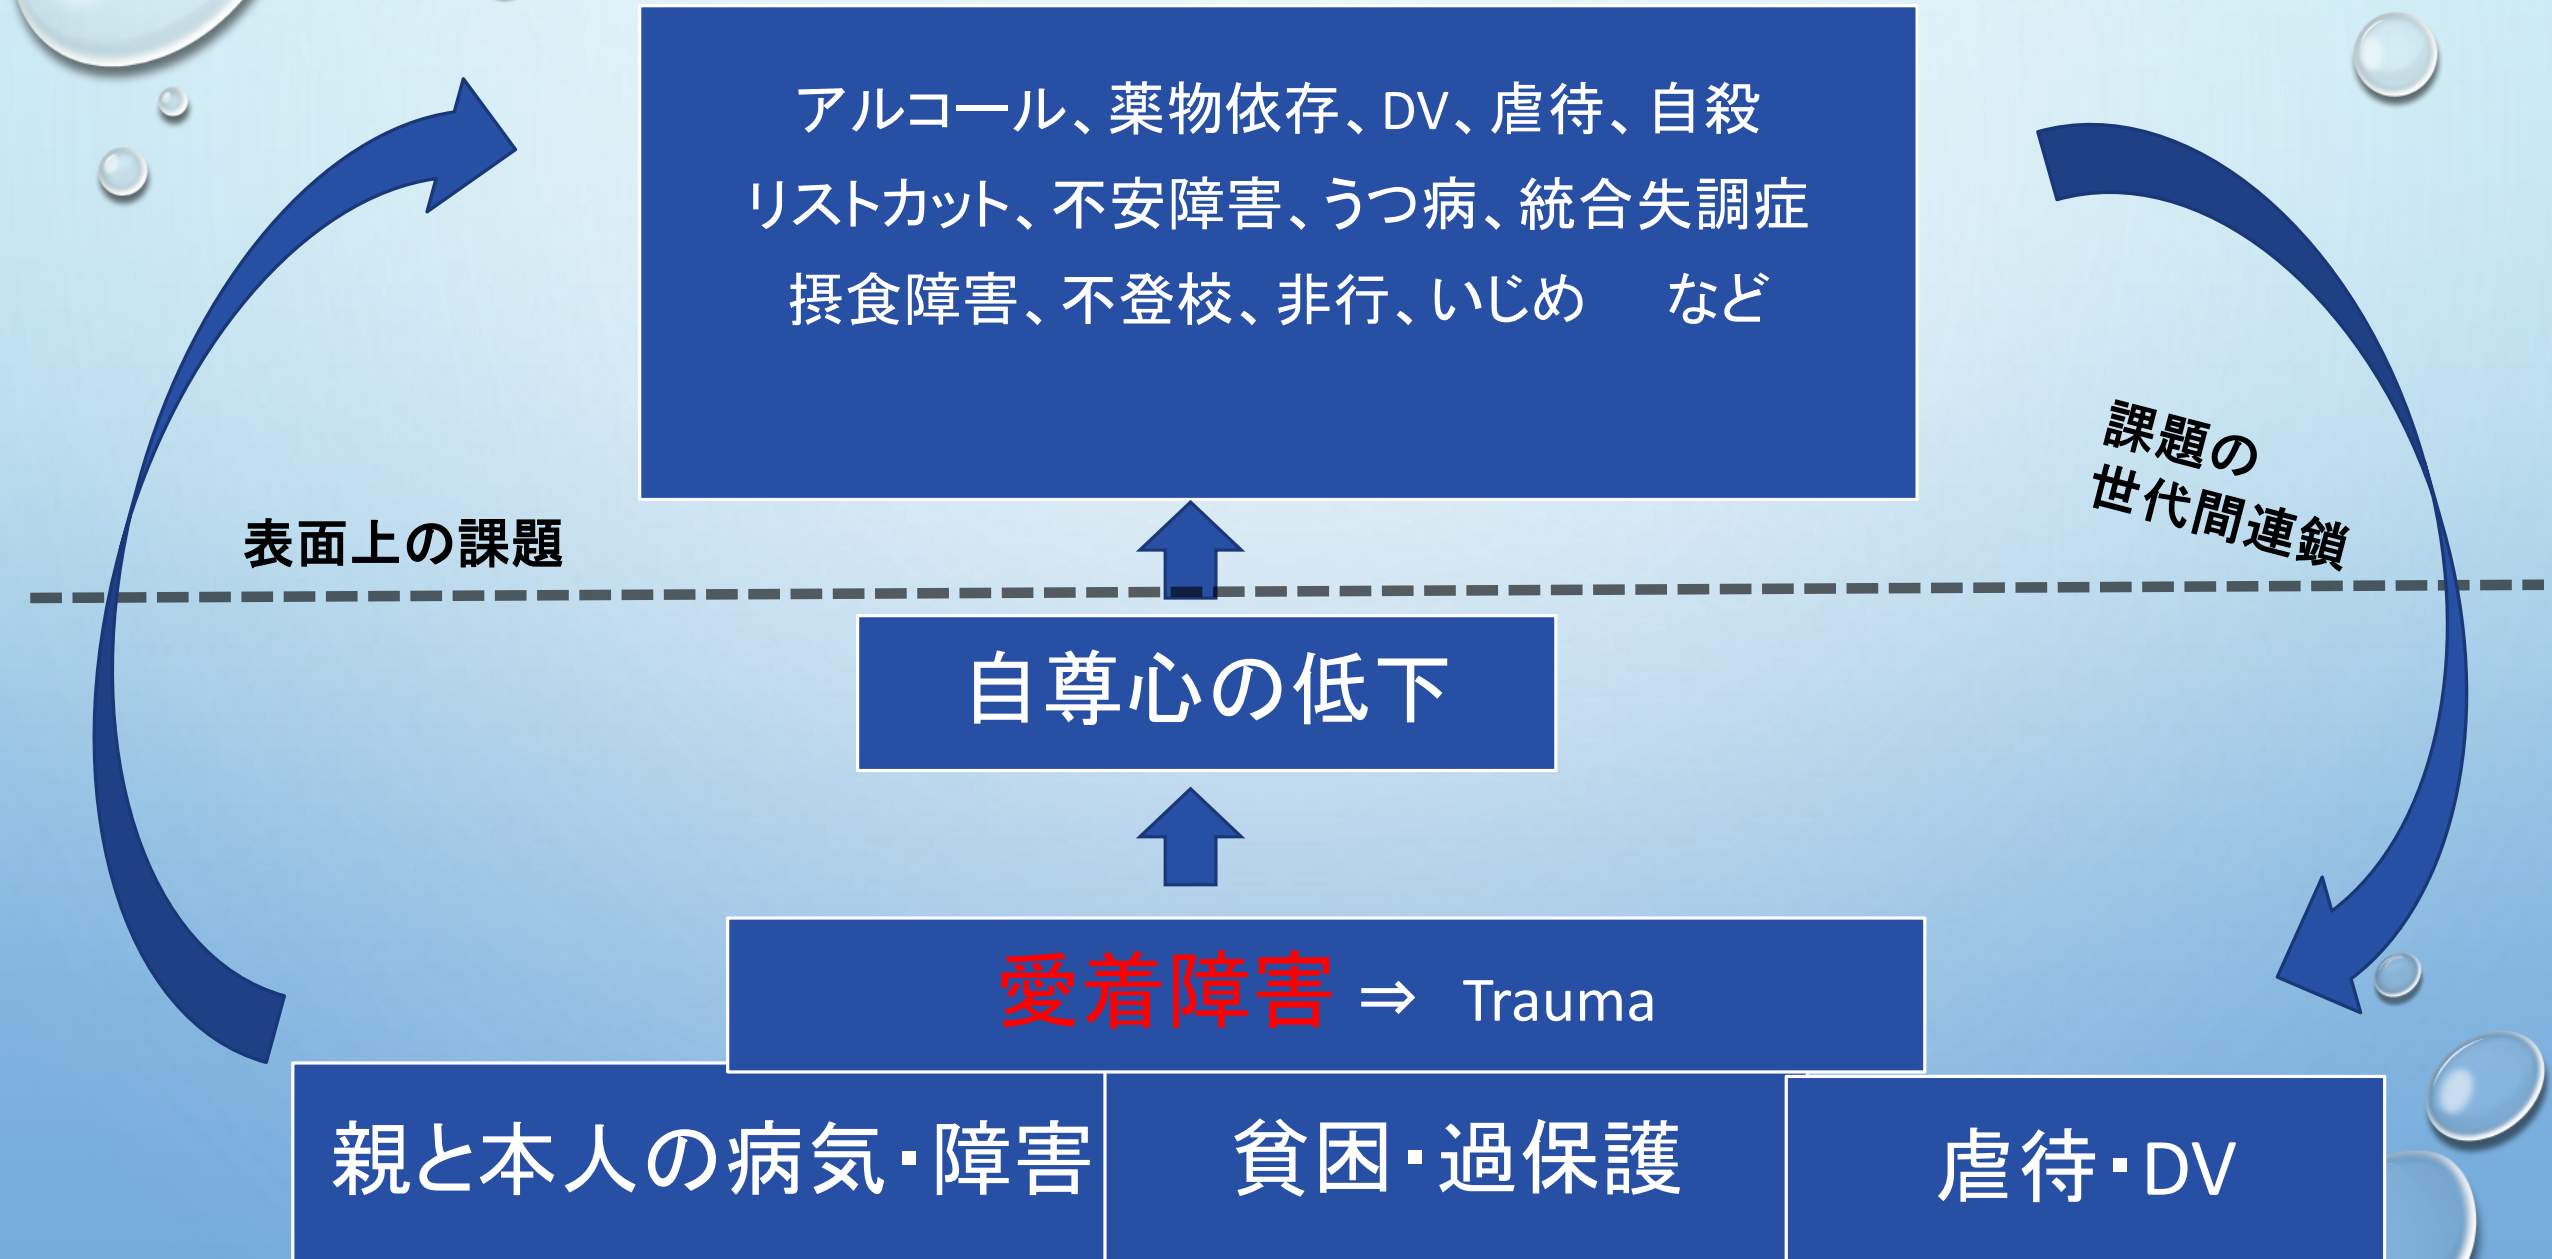 アルコール、薬物依存、DV、虐待、自殺
リストカット、不安障害、うつ病、統合失調症
摂食障害、不登校、非行、いじめ　など
表面上の課題
課題の
世代間連鎖
自尊心の低下
愛着障害 ⇒ Trauma
親と本人の病気・障害
貧困・過保護
虐待・DV